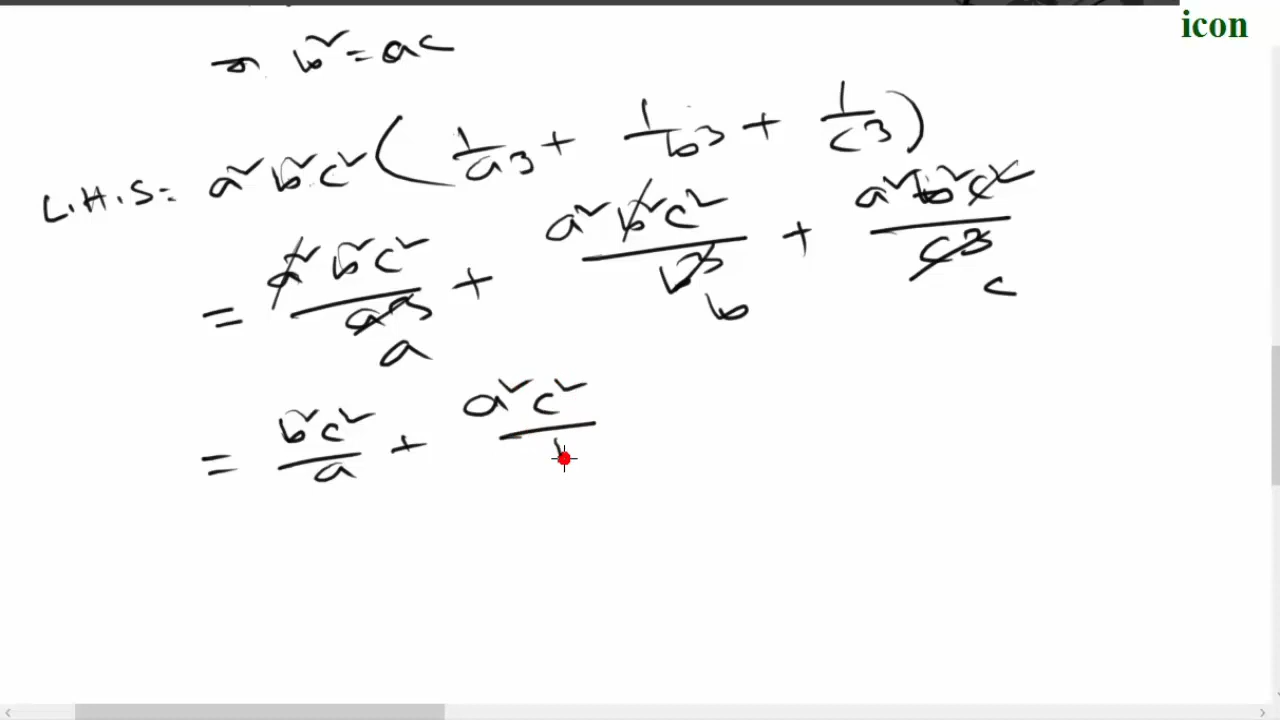 icon
⇒ b² = ac
L.H.S = a²b²c² ( 1/a3 + 1/b3 + 1/c3 )
= a²b²c²/a3 a + a²b²c²/b3 b + a²b²c²/c3 c
= b²c²/a + a²c²/